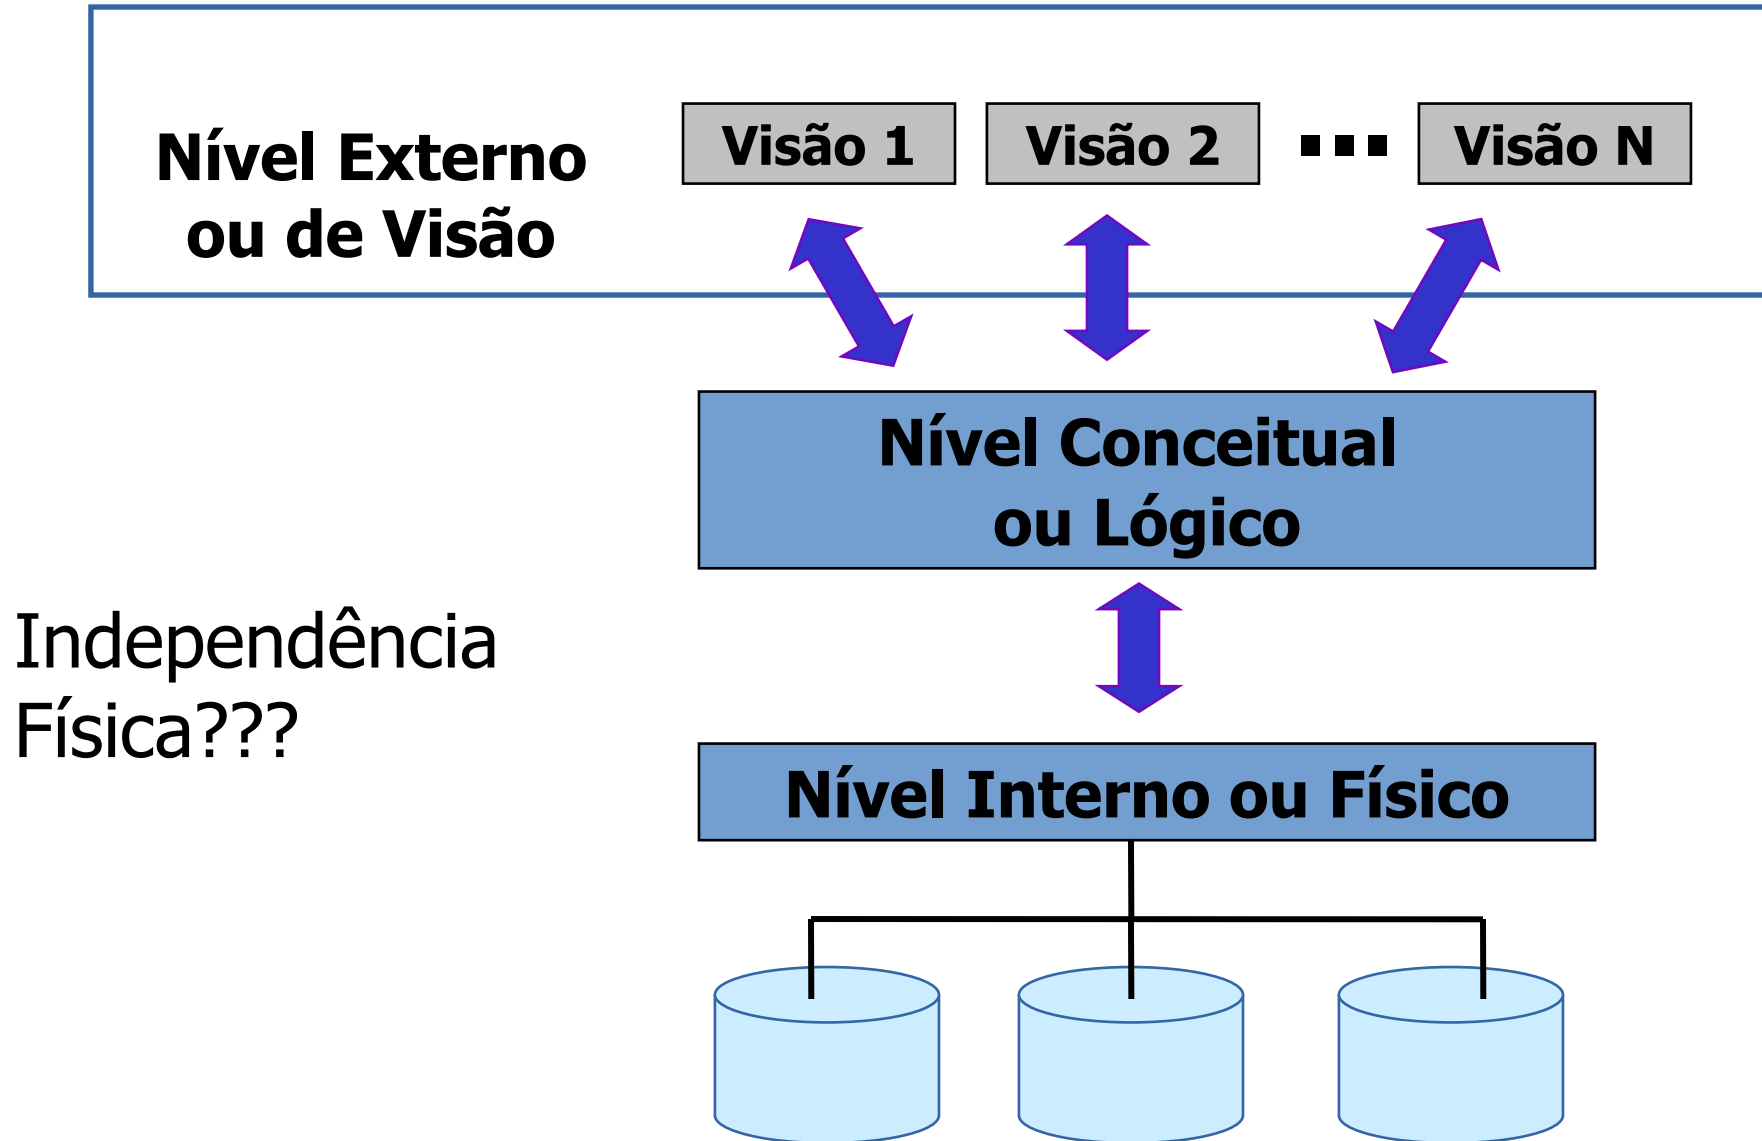 Nível Externo
ou de Visão
Visão 1
Visão 2
...
Visão N
Nível Conceitual
ou Lógico
Independência
Física???
Nível Interno ou Físico